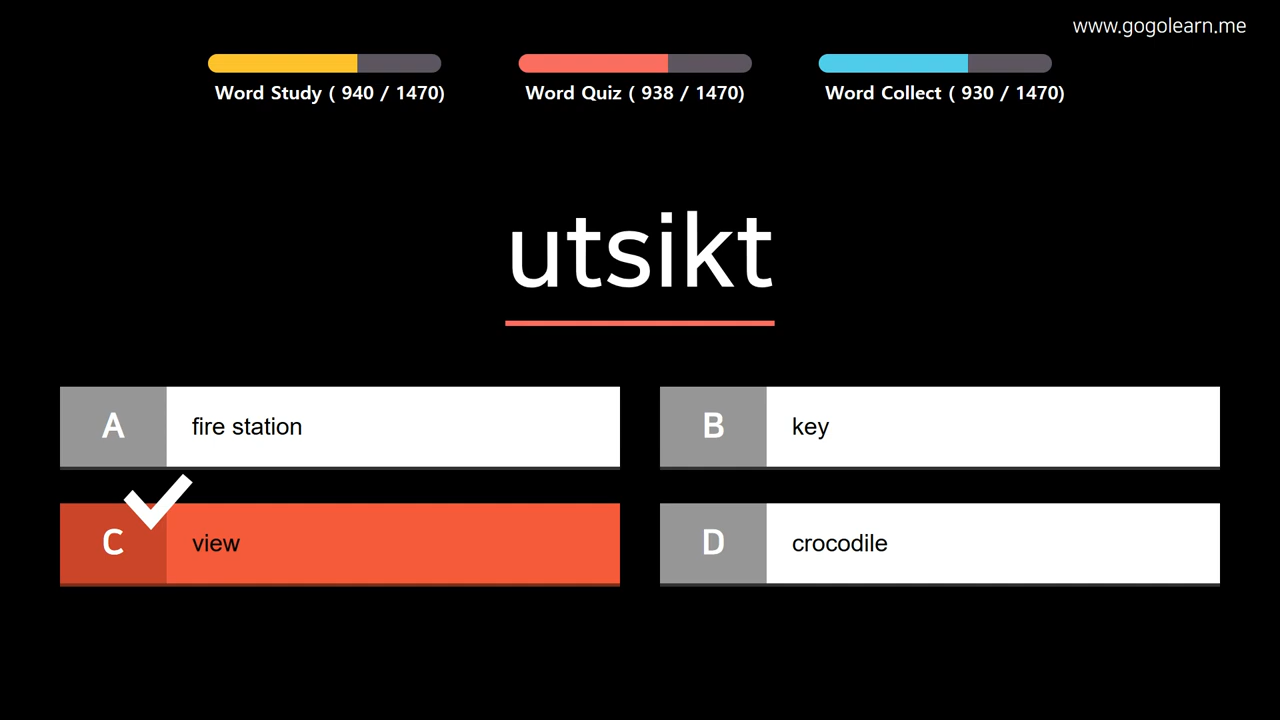 www.gogolearn.me
Word Study ( 940 / 1470)
Word Quiz ( 938 / 1470)
Word Collect ( 930 / 1470)
utsikt
A fire station
B key
C view
D crocodile